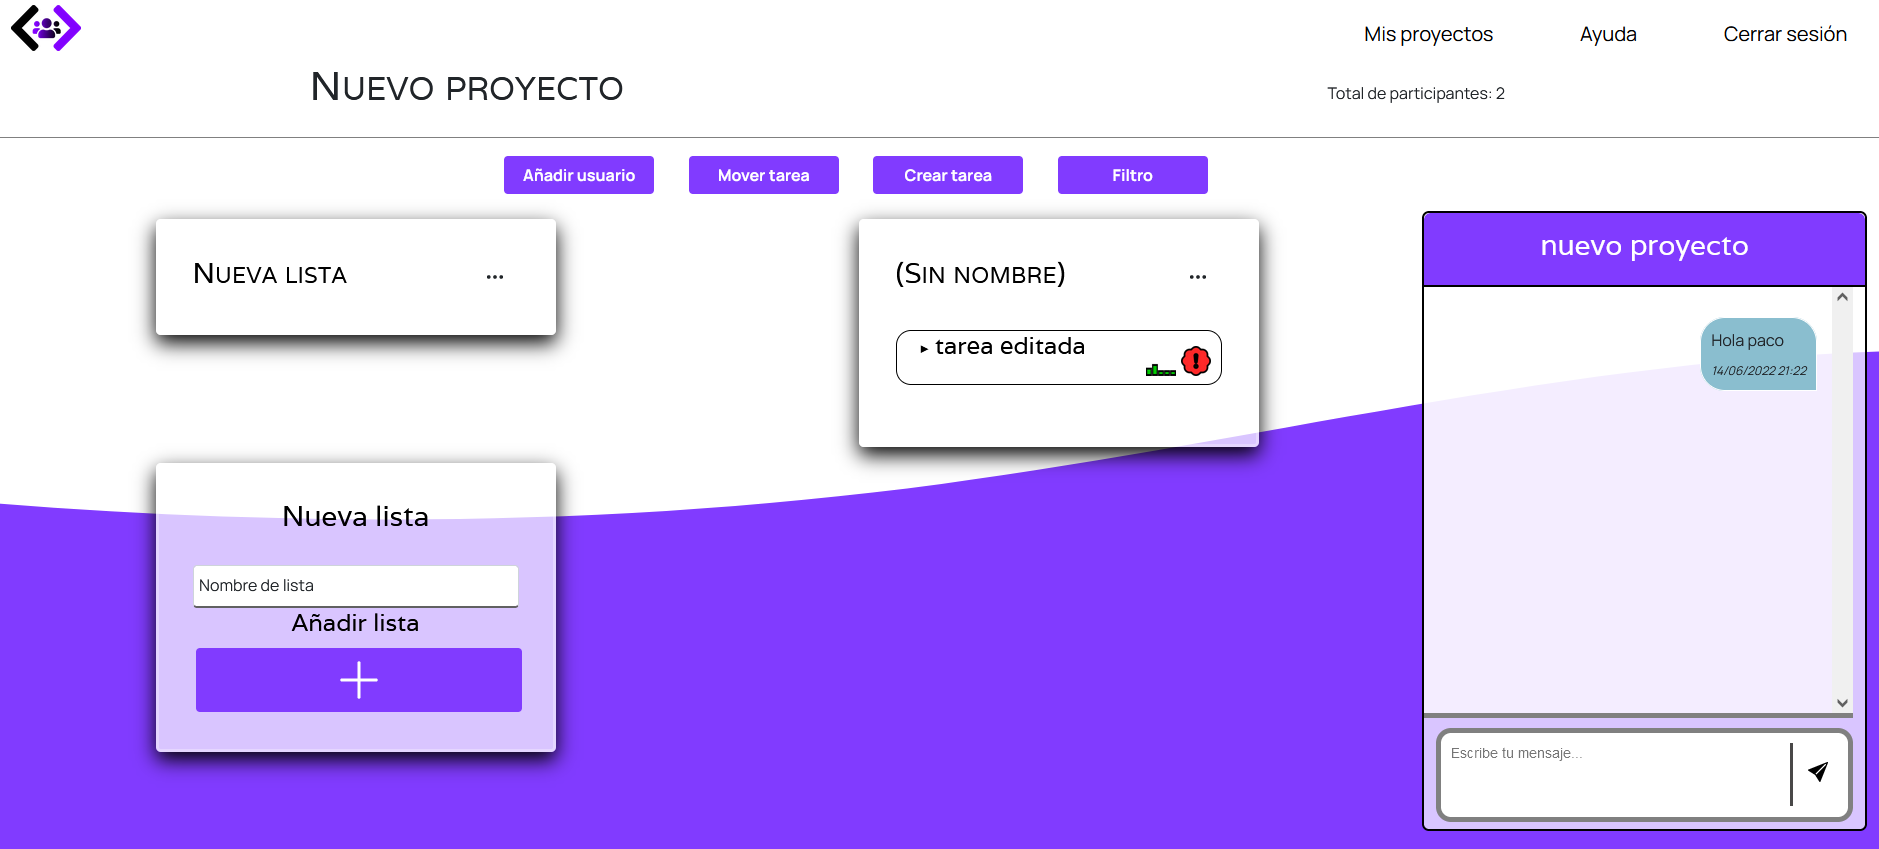 Mis proyectos
Ayuda
Cerrar sesión
Nuevo proyecto
Total de participantes: 2
Añadir usuario
Mover tarea
Crear tarea
Filtro
Nueva lista
...
(Sin nombre)
...
▸ tarea editada
Nueva lista
Nombre de lista
Añadir lista
nuevo proyecto
Hola paco
14/06/2022 21:22
Escribe tu mensaje...